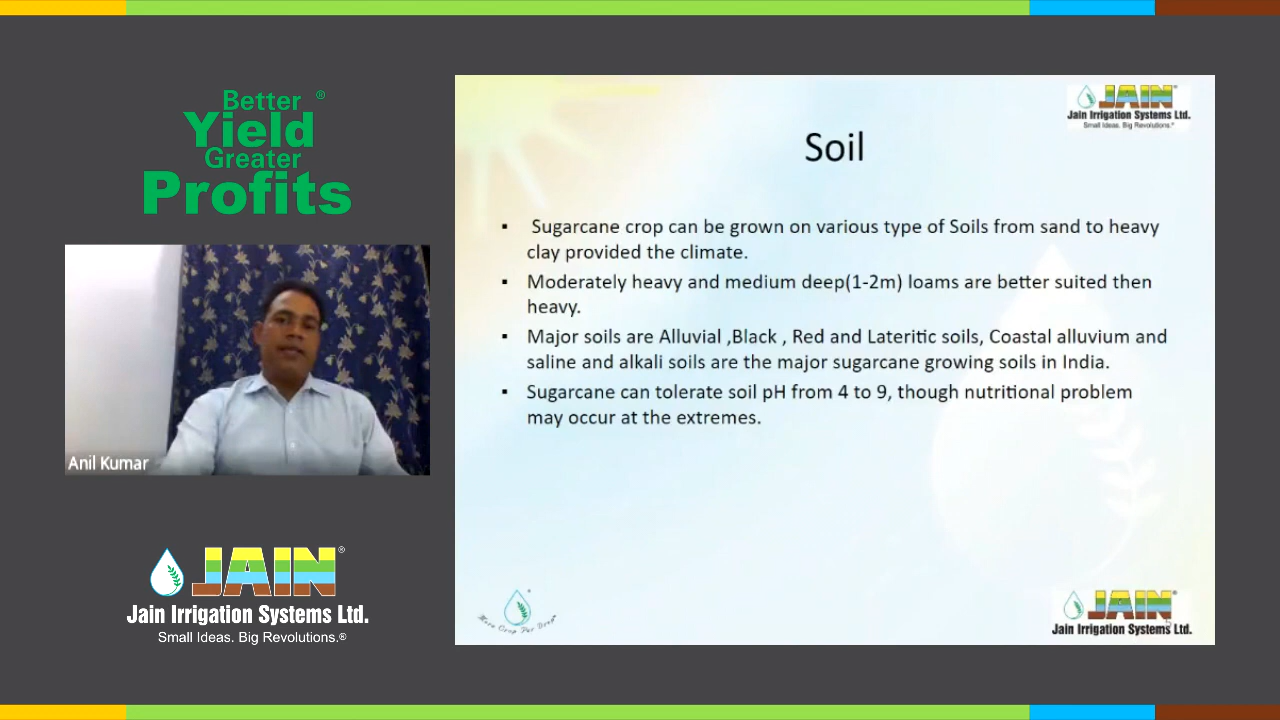 Better ®
Yield
Greater
Profits
Anil Kumar
JAIN®
Jain Irrigation Systems Ltd.
Small Ideas. Big Revolutions.®
JAIN®
Jain Irrigation Systems Ltd.
Small Ideas. Big Revolutions.®
Soil
▪ Sugarcane crop can be grown on various type of Soils from sand to heavy
clay provided the climate.
▪ Moderately heavy and medium deep(1-2m) loams are better suited then
heavy.
▪ Major soils are Alluvial ,Black , Red and Lateritic soils, Coastal alluvium and
saline and alkali soils are the major sugarcane growing soils in India.
▪ Sugarcane can tolerate soil pH from 4 to 9, though nutritional problem
may occur at the extremes.
More Crop Per Drop®
JAIN®
Jain Irrigation Systems Ltd.